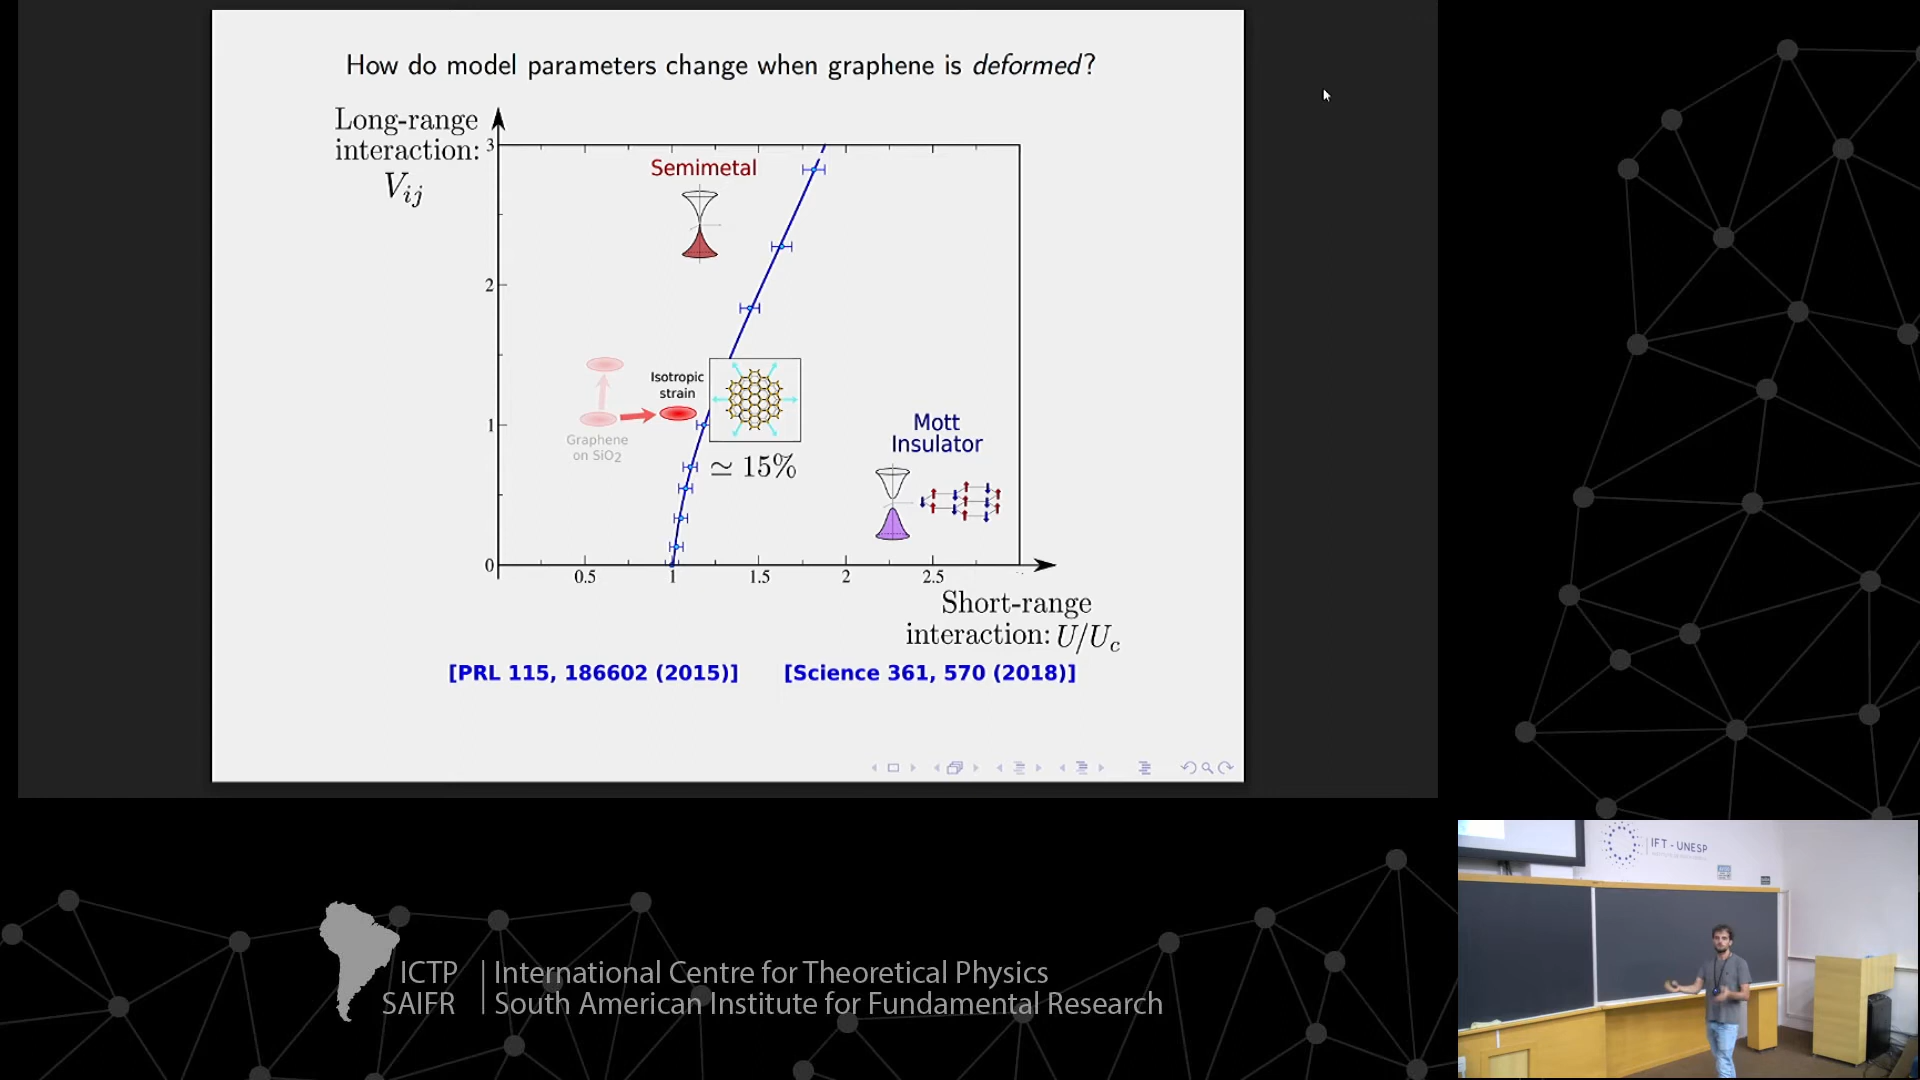 How do model parameters change when graphene is deformed?
Long-range
interaction:
V_{ij}
3
2
1
0
0.5
1
1.5
2
2.5
Semimetal
Isotropic
strain
Graphene
on SiO₂
≃ 15%
Mott
Insulator
Short-range
interaction: U/U_c
[PRL 115, 186602 (2015)] [Science 361, 570 (2018)]
ICTP
SAIFR
International Centre for Theoretical Physics
South American Institute for Fundamental Research
IFT - UNESP